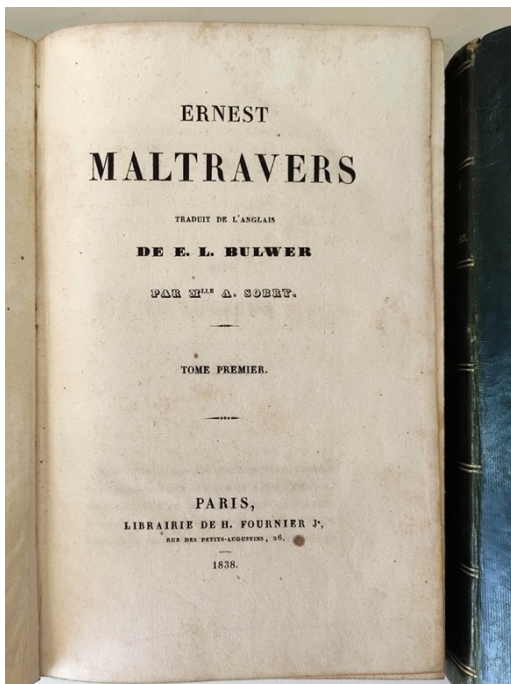 ERNEST
MALTRAVERS
TRADUIT DE L'ANGLAIS
DE E. L. BULWER
PAR MLLE A. SOBRY.
TOME PREMIER.
PARIS,
LIBRAIRIE DE H. FOURNIER Je,
RUE DES PETITS-AUGUSTINS, 26.
1838.